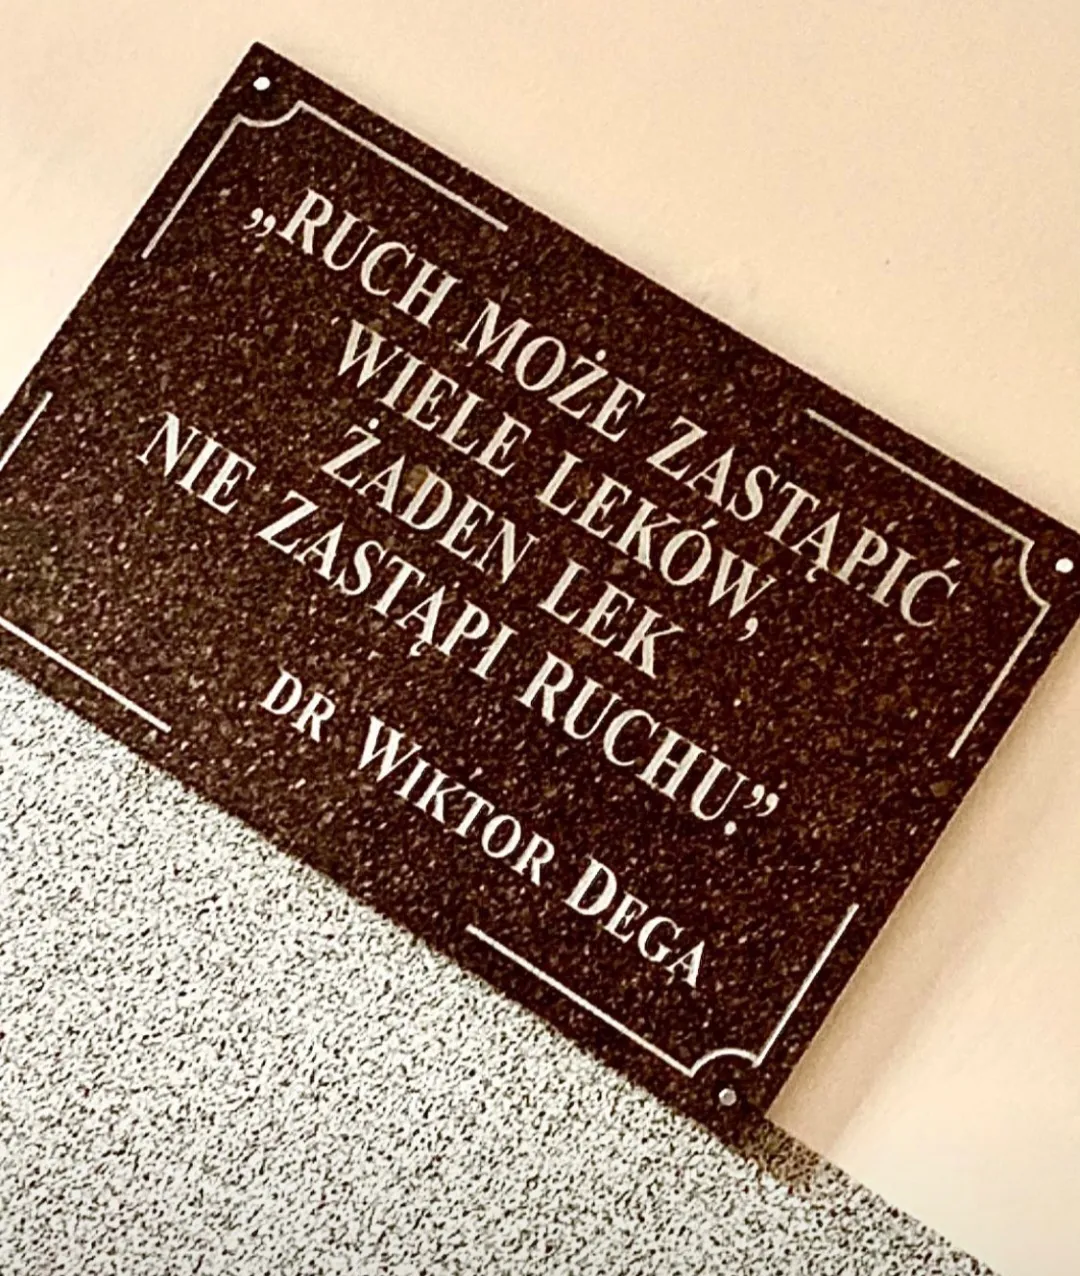 „RUCH MOŻE ZASTĄPIĆ
WIELE LEKÓW,
ŻADEN LEK
NIE ZASTĄPI RUCHU.”
DR WIKTOR DEGA